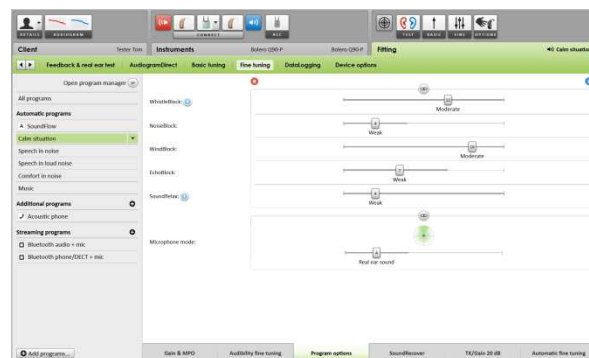 DETAILS AUDIOGRAM
CONNECT
REC
TEST BASIC FINE OPTIONS
Client Tester Tom Instruments Bolero Q90-P Bolero Q90-P Fitting Calm situation
Feedback & real ear test AudiogramDirect Basic tuning Fine tuning DataLogging Device options
Open program manager
All programs
Automatic programs
A SoundFlow
Calm situation
Speech in noise
Speech in loud noise
Comfort in noise
Music
Additional programs
Acoustic phone
Streaming programs
Bluetooth audio + mic
Bluetooth phone/DECT + mic
WhistleBlock:
Moderate
NoiseBlock:
Weak
WindBlock:
Moderate
EchoBlock:
Weak
SoundRelax:
Weak
Microphone mode:
Real ear sound
Add programs...
Gain & MPO Audibility fine tuning Program options SoundRecover TK/Gain 20 dB Automatic fine tuning